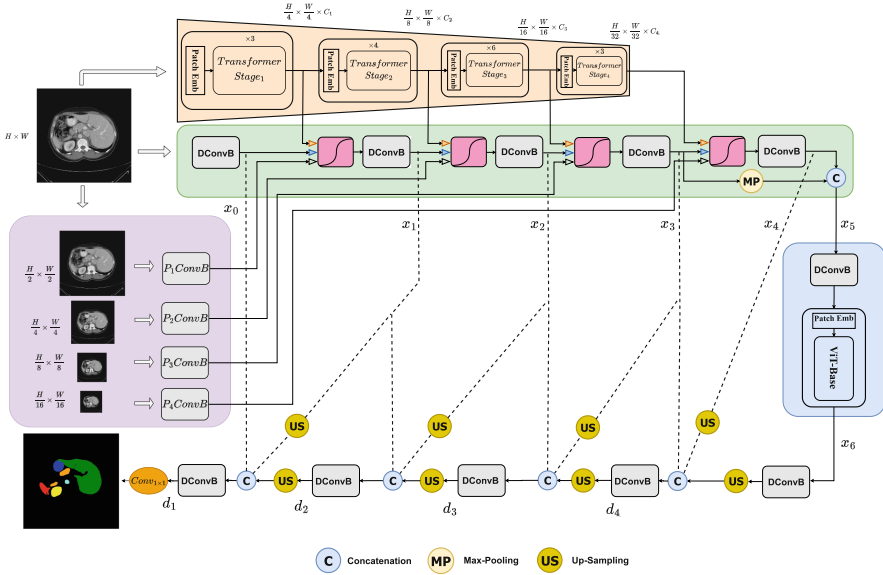 H/4 × W/4 × C₁
H/8 × W/8 × C₂
H/16 × W/16 × C₃
H/32 × W/32 × C₄
×3
×4
×6
×3
Patch Emb
Transformer
Stage₁
Patch Emb
Transformer
Stage₂
Patch Emb
Transformer
Stage₃
Patch Emb
Transformer
Stage₄
H × W
DConvB
DConvB
DConvB
DConvB
DConvB
MP
C
x₀
x₁
x₂
x₃
x₄
x₅
H/2 × W/2
P₁ConvB
H/4 × W/4
P₂ConvB
H/8 × W/8
P₃ConvB
H/16 × W/16
P₄ConvB
DConvB
Patch Emb
ViT-Base
US
US
US
US
x₆
Conv₁ₓ₁
DConvB
C
US
DConvB
C
US
DConvB
C
US
DConvB
C
US
DConvB
d₁
d₂
d₃
d₄
C Concatenation
MP Max-Pooling
US Up-Sampling